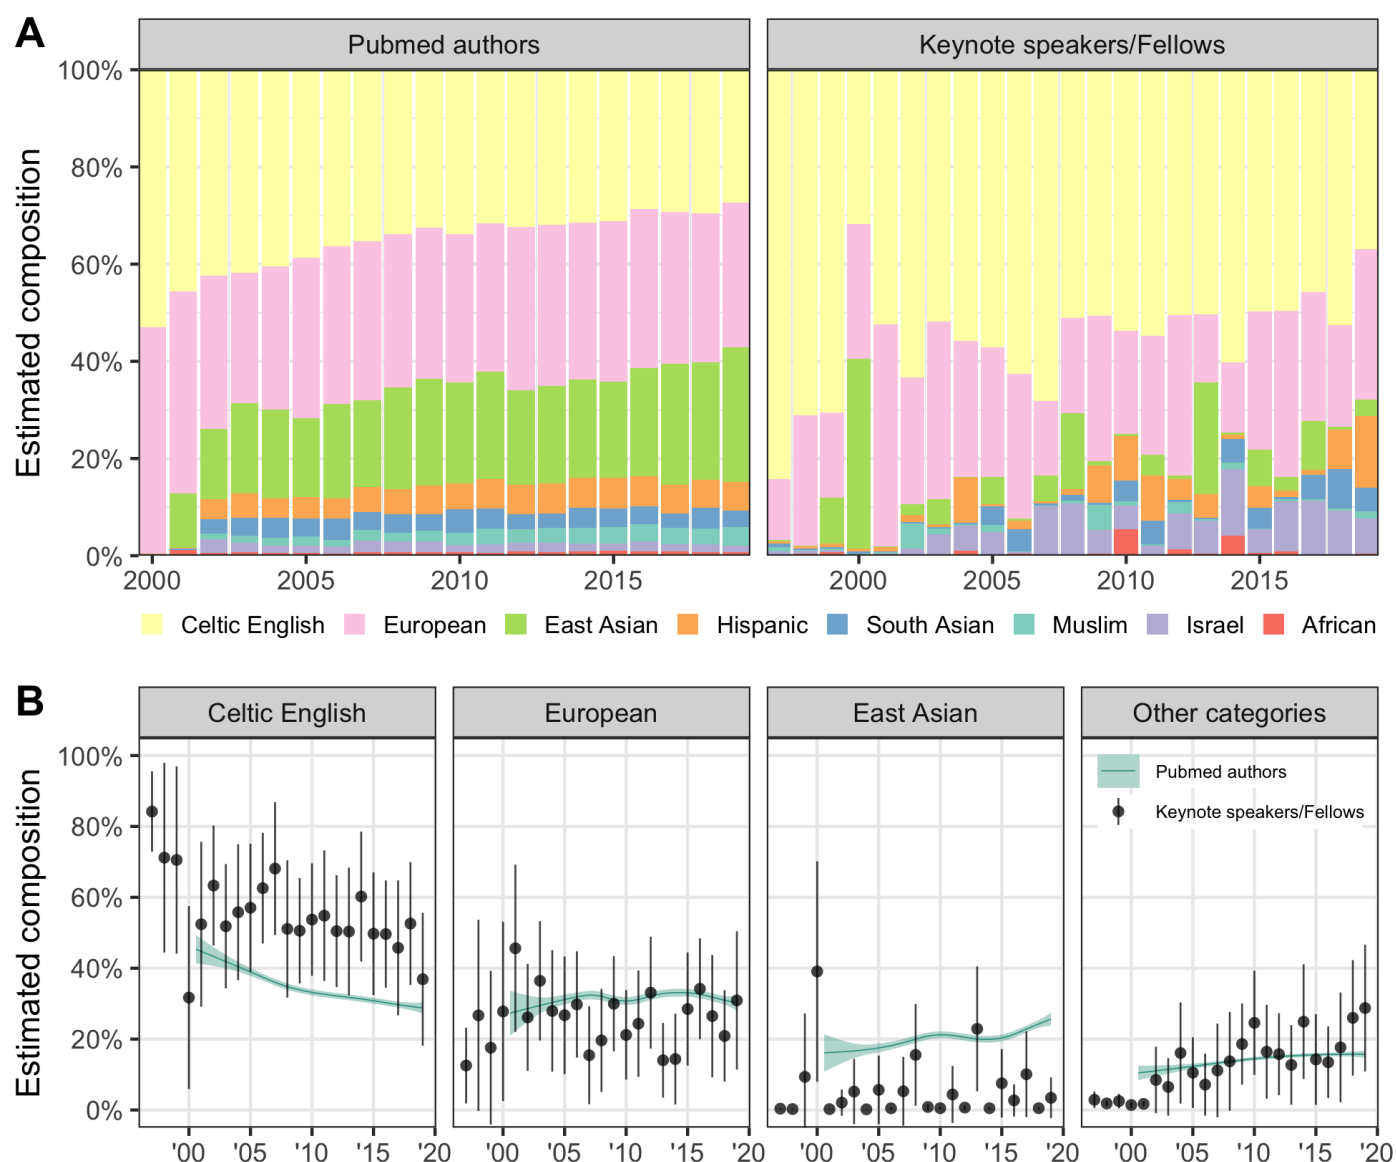 A
Pubmed authors
Keynote speakers/Fellows
Estimated composition
100%
80%
60%
40%
20%
0%
2000 2005 2010 2015
2000 2005 2010 2015
Celtic English European East Asian Hispanic South Asian Muslim Israel African
B
Celtic English
European
East Asian
Other categories
Estimated composition
100%
80%
60%
40%
20%
0%
Pubmed authors
Keynote speakers/Fellows
'00 '05 '10 '15 '20
'00 '05 '10 '15 '20
'00 '05 '10 '15 '20
'00 '05 '10 '15 '20